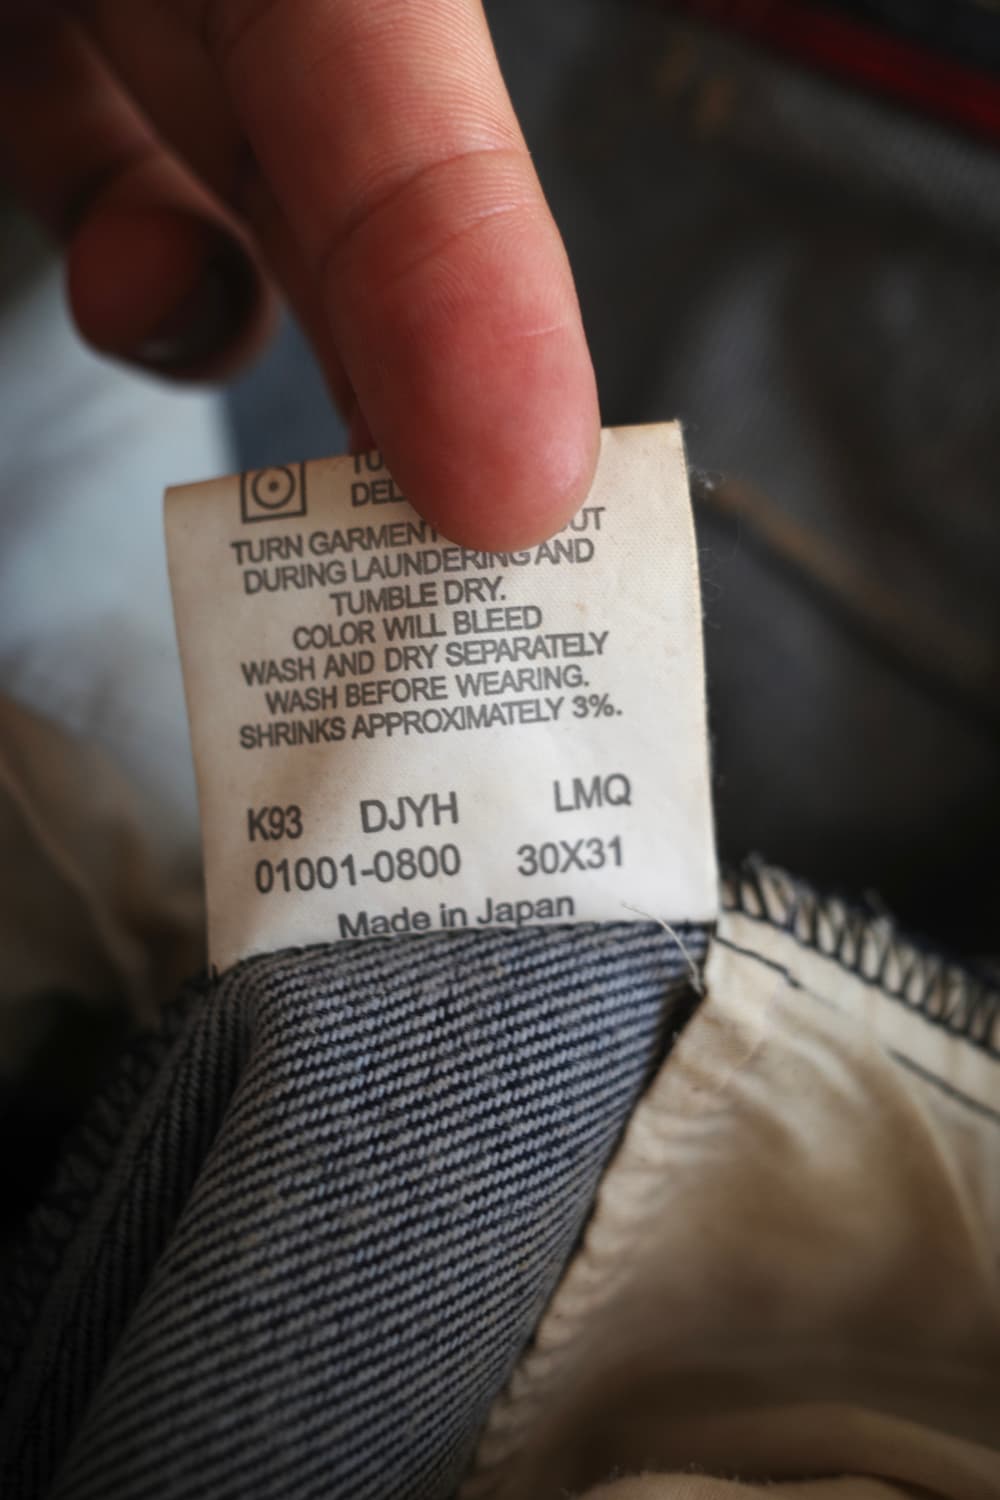 DEL
TURN GARMENT
DURING LAUNDERING AND
TUMBLE DRY.
COLOR WILL BLEED
WASH AND DRY SEPARATELY
WASH BEFORE WEARING.
SHRINKS APPROXIMATELY 3%.
K93 DJYH LMQ
01001-0800 30X31
Made in Japan